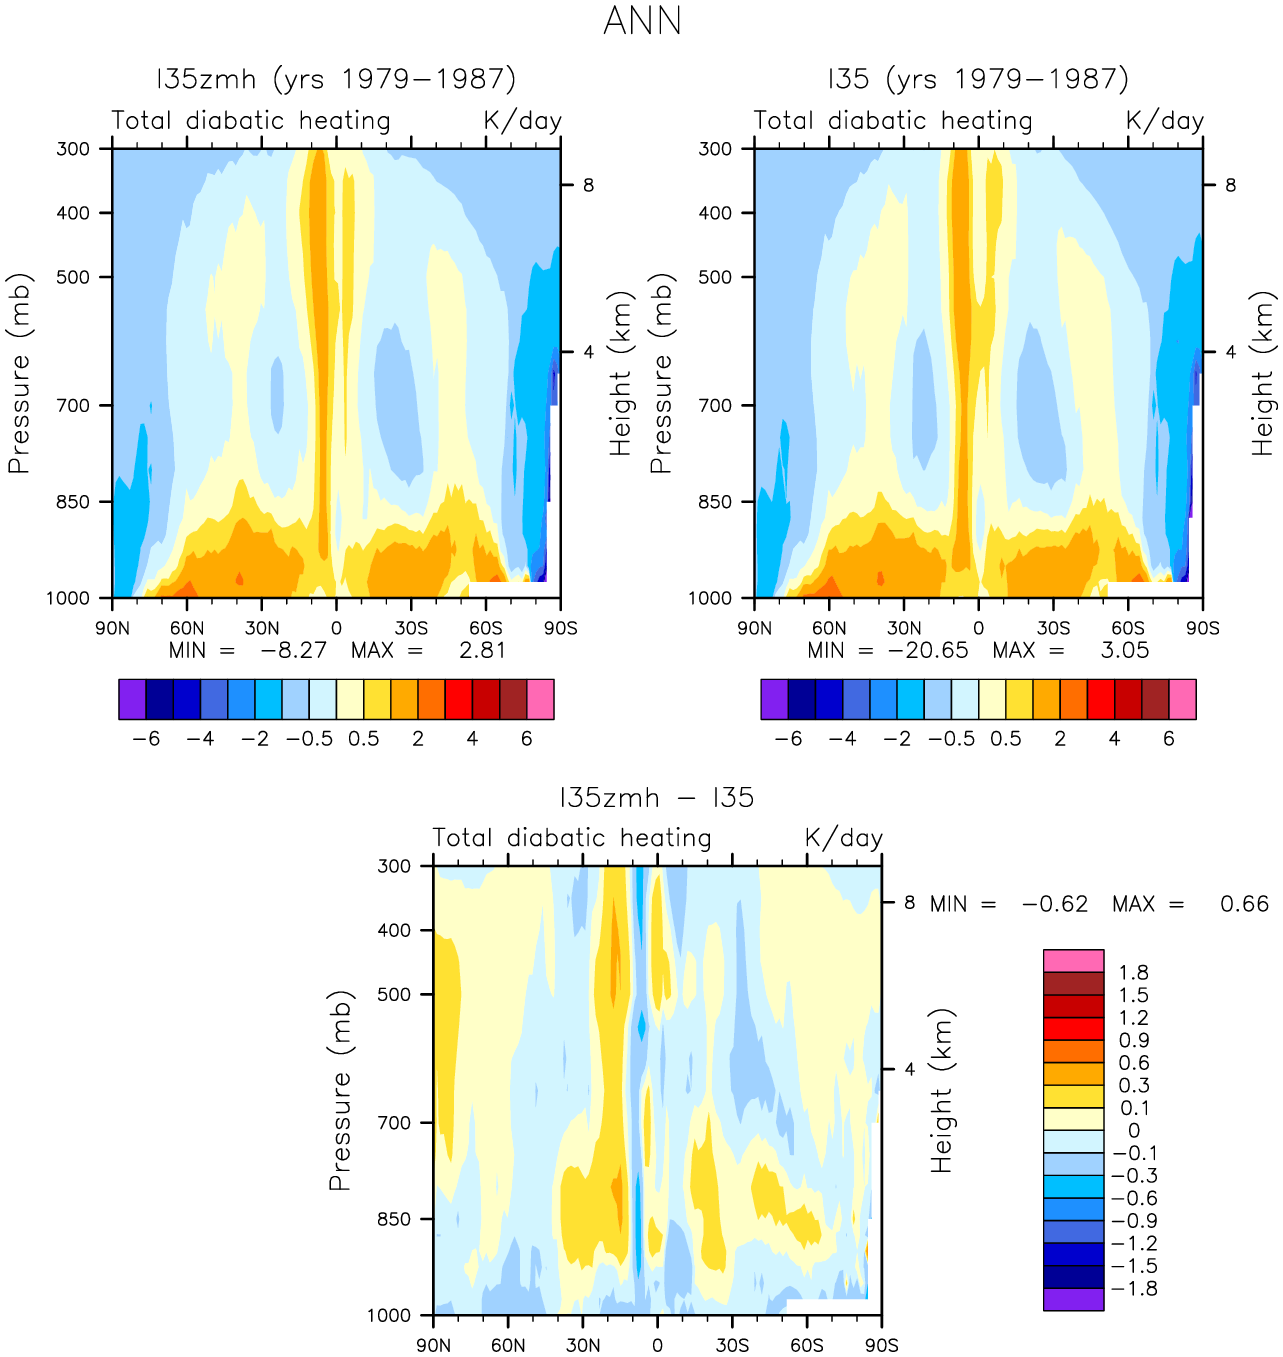 ANN
I35zmh (yrs 1979−1987)
Total diabatic heating K/day
300
400
500
700
850
1000
Pressure (mb)
8
4
Height (km)
90N 60N 30N 0 30S 60S 90S
MIN = −8.27 MAX = 2.81
−6 −4 −2 −0.5 0.5 2 4 6
I35 (yrs 1979−1987)
Total diabatic heating K/day
300
400
500
700
850
1000
Pressure (mb)
8
4
Height (km)
90N 60N 30N 0 30S 60S 90S
MIN = −20.65 MAX = 3.05
−6 −4 −2 −0.5 0.5 2 4 6
I35zmh − I35
Total diabatic heating K/day
300
400
500
700
850
1000
Pressure (mb)
8
4
Height (km)
90N 60N 30N 0 30S 60S 90S
MIN = −0.62 MAX = 0.66
1.8
1.5
1.2
0.9
0.6
0.3
0.1
0
−0.1
−0.3
−0.6
−0.9
−1.2
−1.5
−1.8